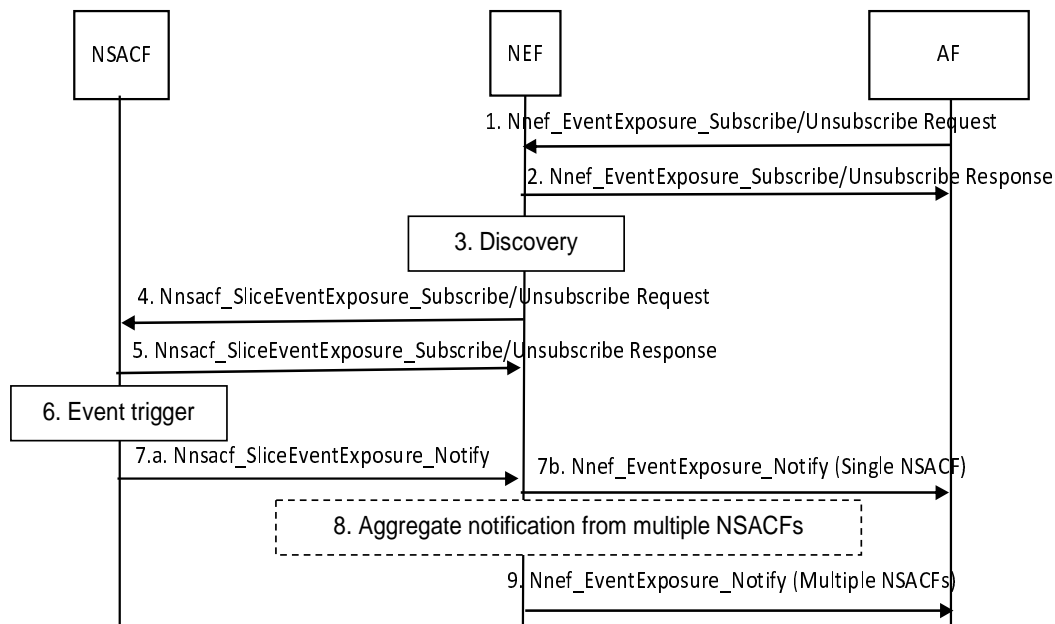 NSACF
NEF
AF
1. Nnef_EventExposure_Subscribe/Unsubscribe Request
2. Nnef_EventExposure_Subscribe/Unsubscribe Response
3. Discovery
4. Nnsacf_SliceEventExposure_Subscribe/Unsubscribe Request
5. Nnsacf_SliceEventExposure_Subscribe/Unsubscribe Response
6. Event trigger
7.a. Nnsacf_SliceEventExposure_Notify
7b. Nnef_EventExposure_Notify (Single NSACF)
8. Aggregate notification from multiple NSACFs
9. Nnef_EventExposure_Notify (Multiple NSACFs)